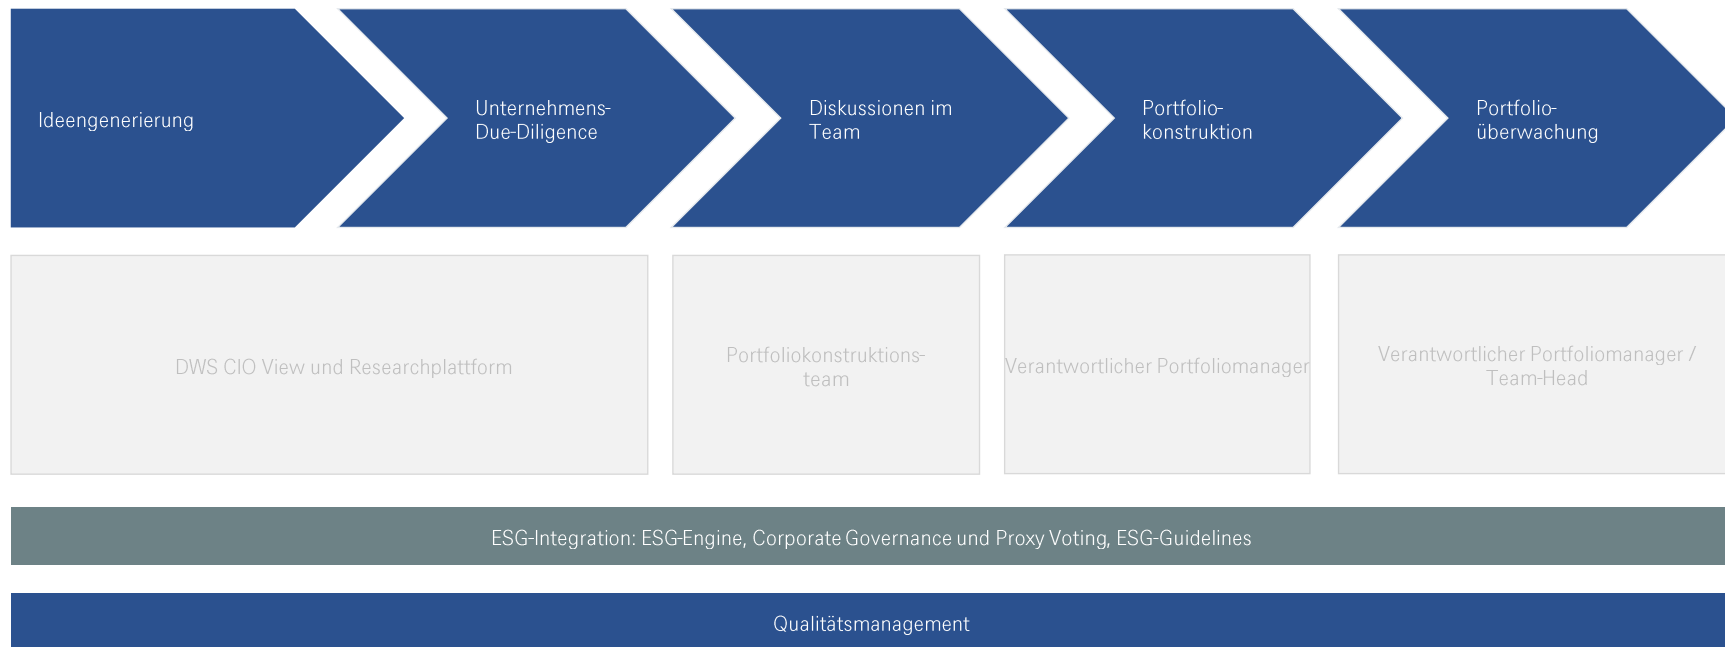 Ideengenerierung
Unternehmens-
Due-Diligence
Diskussionen im
Team
Portfolio-
konstruktion
Portfolio-
überwachung
DWS CIO View und Researchplattform
Portfoliokonstruktions-
team
Verantwortlicher Portfoliomanager
Verantwortlicher Portfoliomanager /
Team-Head
ESG-Integration: ESG-Engine, Corporate Governance und Proxy Voting, ESG-Guidelines
Qualitätsmanagement